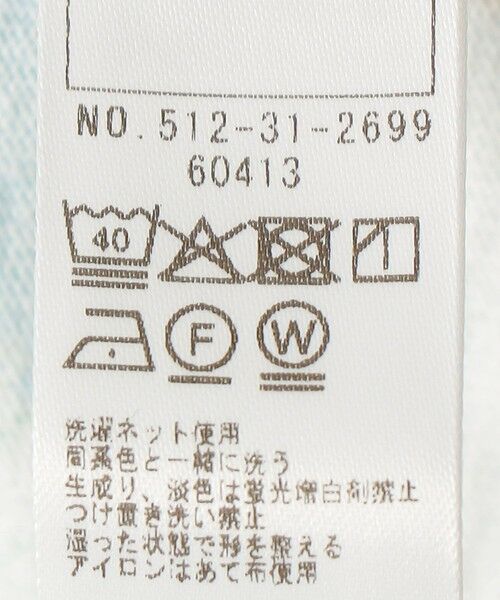 NO.512-31-2699
60413
40
F W
洗濯ネット使用
同系色と一緒に洗う
生成り、淡色は蛍光増白剤禁止
つけ置き洗い禁止
湿った状態で形を整える
アイロンはあて布使用